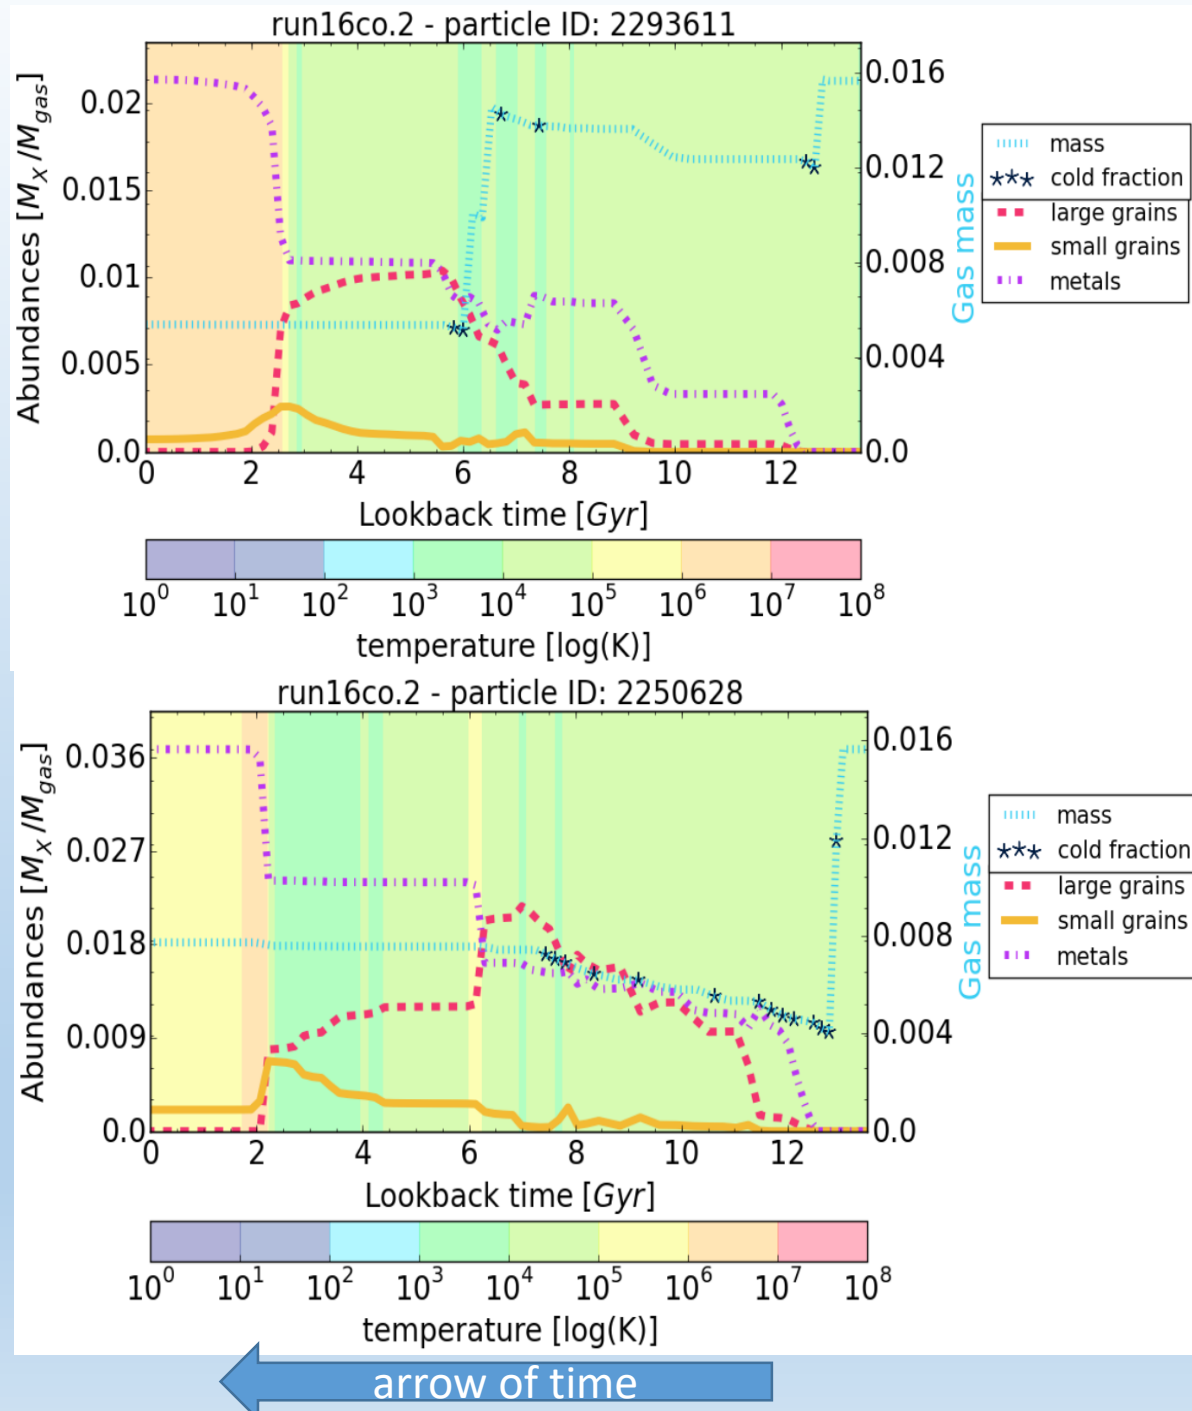 run16co.2 - particle ID: 2293611
Abundances [M_X/M_gas]
0.02
0.015
0.01
0.005
0.0
0.016
0.012
0.008
0.004
0.0
Gas mass
mass
cold fraction
large grains
small grains
metals
0 2 4 6 8 10 12
Lookback time [Gyr]
10^0 10^1 10^2 10^3 10^4 10^5 10^6 10^7 10^8
temperature [log(K)]
run16co.2 - particle ID: 2250628
Abundances [M_X/M_gas]
0.036
0.027
0.018
0.009
0.0
0.016
0.012
0.008
0.004
0.0
Gas mass
mass
cold fraction
large grains
small grains
metals
0 2 4 6 8 10 12
Lookback time [Gyr]
10^0 10^1 10^2 10^3 10^4 10^5 10^6 10^7 10^8
temperature [log(K)]
arrow of time